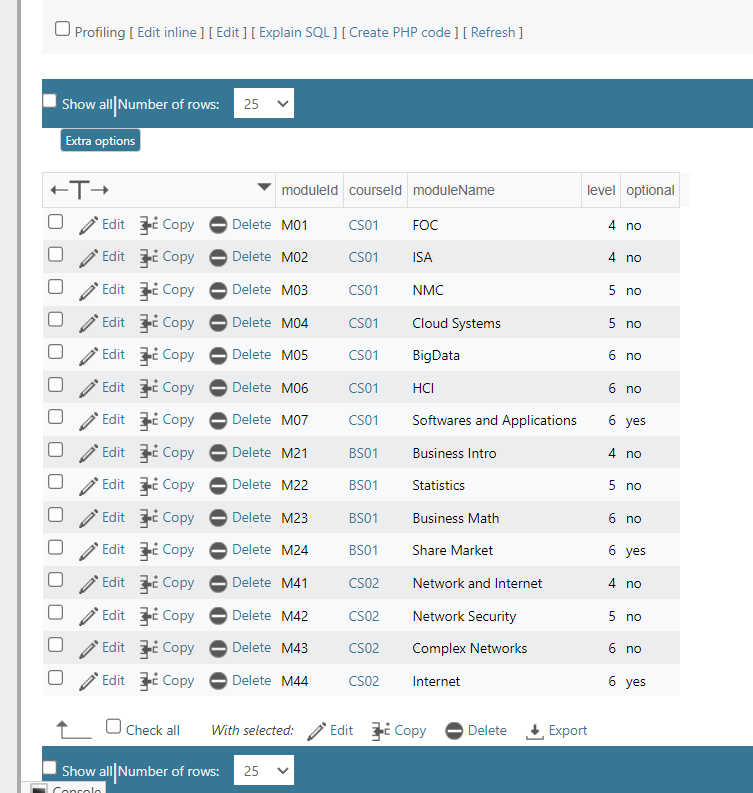 Profiling [ Edit inline ] [ Edit ] [ Explain SQL ] [ Create PHP code ] [ Refresh ]
Show all Number of rows: 25
Extra options
←T→ moduleId courseId moduleName level optional
Edit Copy Delete M01 CS01 FOC 4 no
Edit Copy Delete M02 CS01 ISA 4 no
Edit Copy Delete M03 CS01 NMC 5 no
Edit Copy Delete M04 CS01 Cloud Systems 5 no
Edit Copy Delete M05 CS01 BigData 6 no
Edit Copy Delete M06 CS01 HCI 6 no
Edit Copy Delete M07 CS01 Softwares and Applications 6 yes
Edit Copy Delete M21 BS01 Business Intro 4 no
Edit Copy Delete M22 BS01 Statistics 5 no
Edit Copy Delete M23 BS01 Business Math 6 no
Edit Copy Delete M24 BS01 Share Market 6 yes
Edit Copy Delete M41 CS02 Network and Internet 4 no
Edit Copy Delete M42 CS02 Network Security 5 no
Edit Copy Delete M43 CS02 Complex Networks 6 no
Edit Copy Delete M44 CS02 Internet 6 yes
Check all With selected: Edit Copy Delete Export
Show all Number of rows: 25
Console